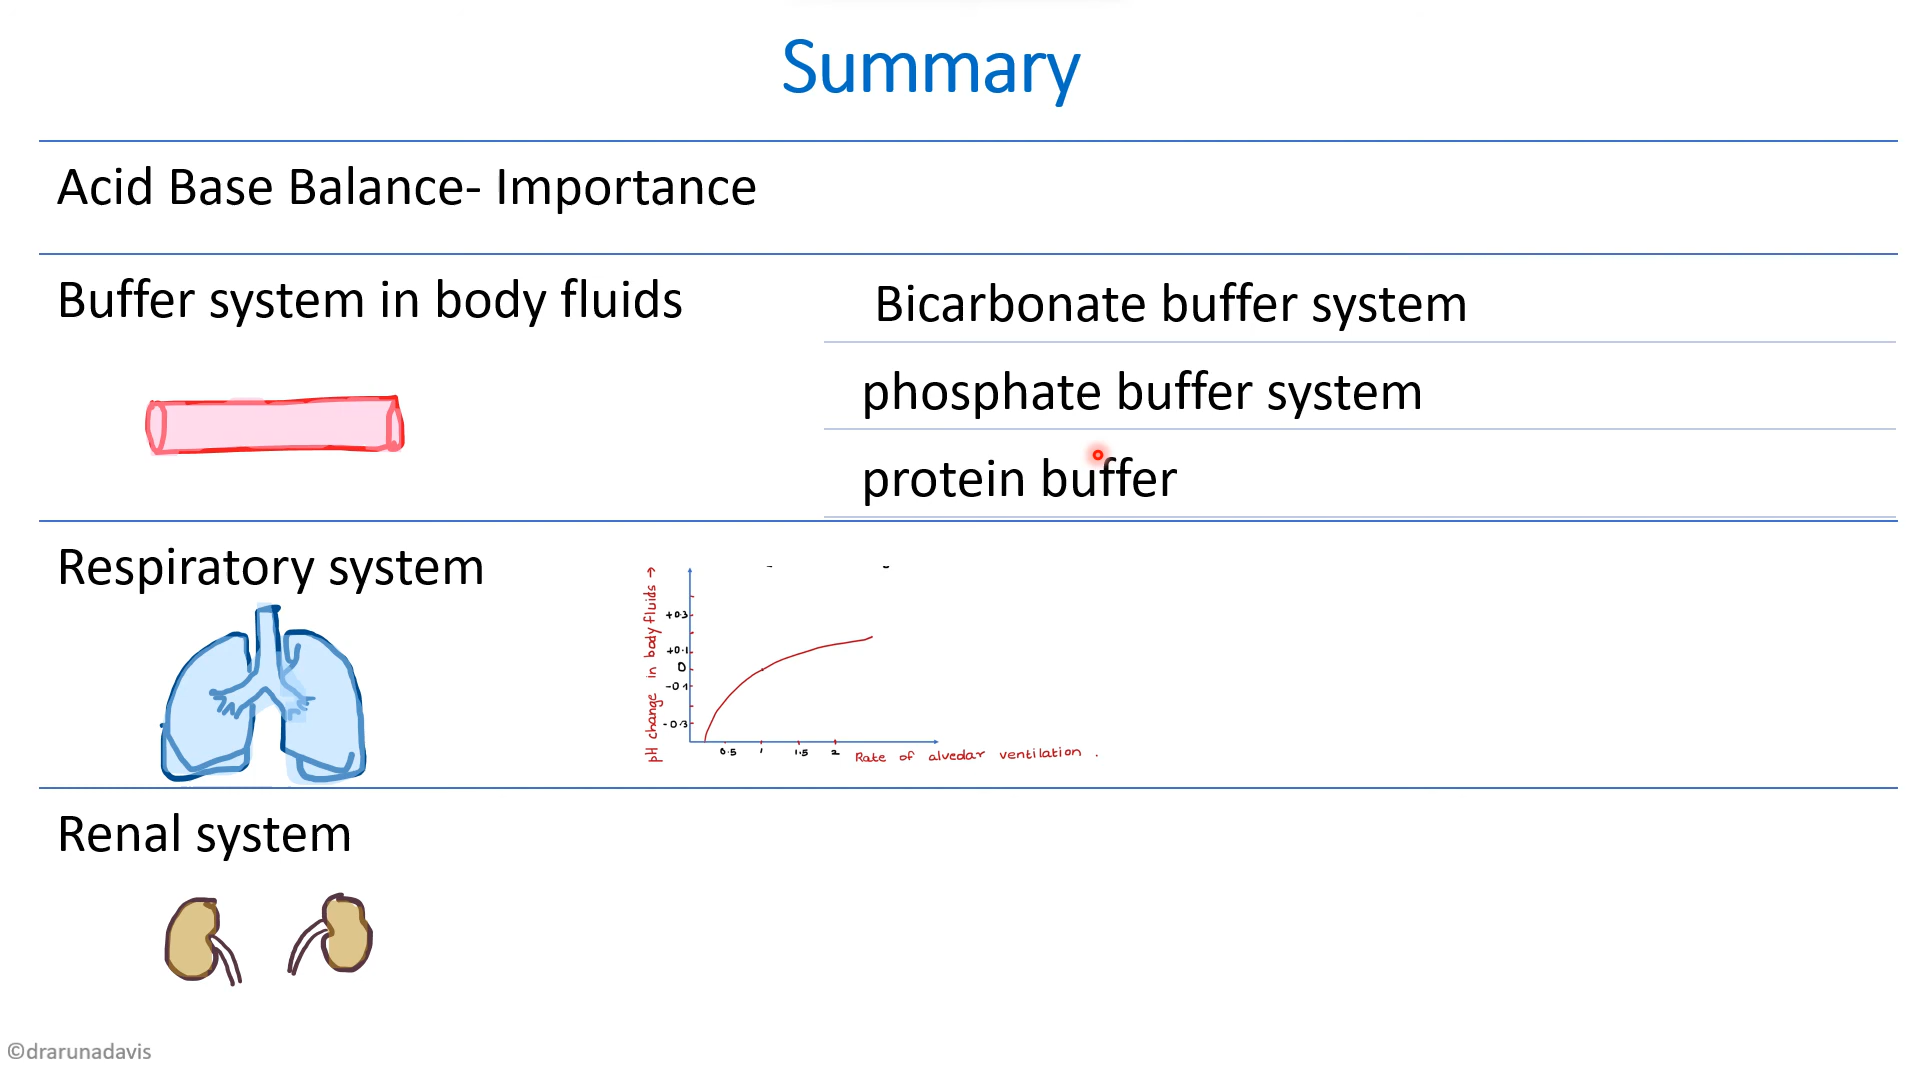 Summary
Acid Base Balance- Importance
Buffer system in body fluids
Bicarbonate buffer system
phosphate buffer system
protein buffer
Respiratory system
pH change in body fluids →
+0.3
+0.1
0
-0.1
-0.3
0.5 1 1.5 2
Rate of alveolar ventilation .
Renal system
©drarunadavis